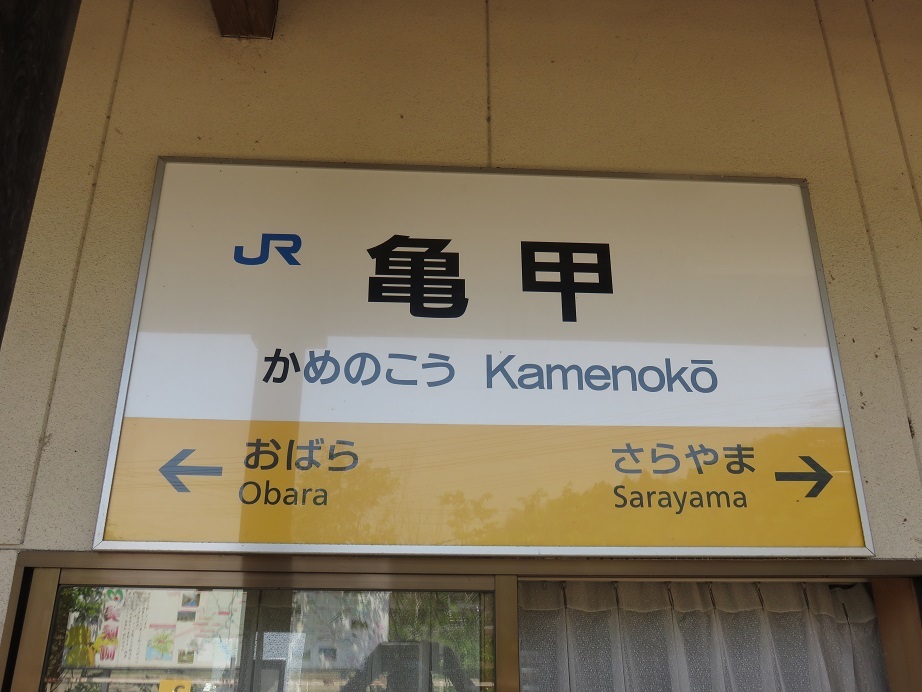 JR 亀甲
かめのこう Kamenokō
← おばら さらやま →
Obara Sarayama